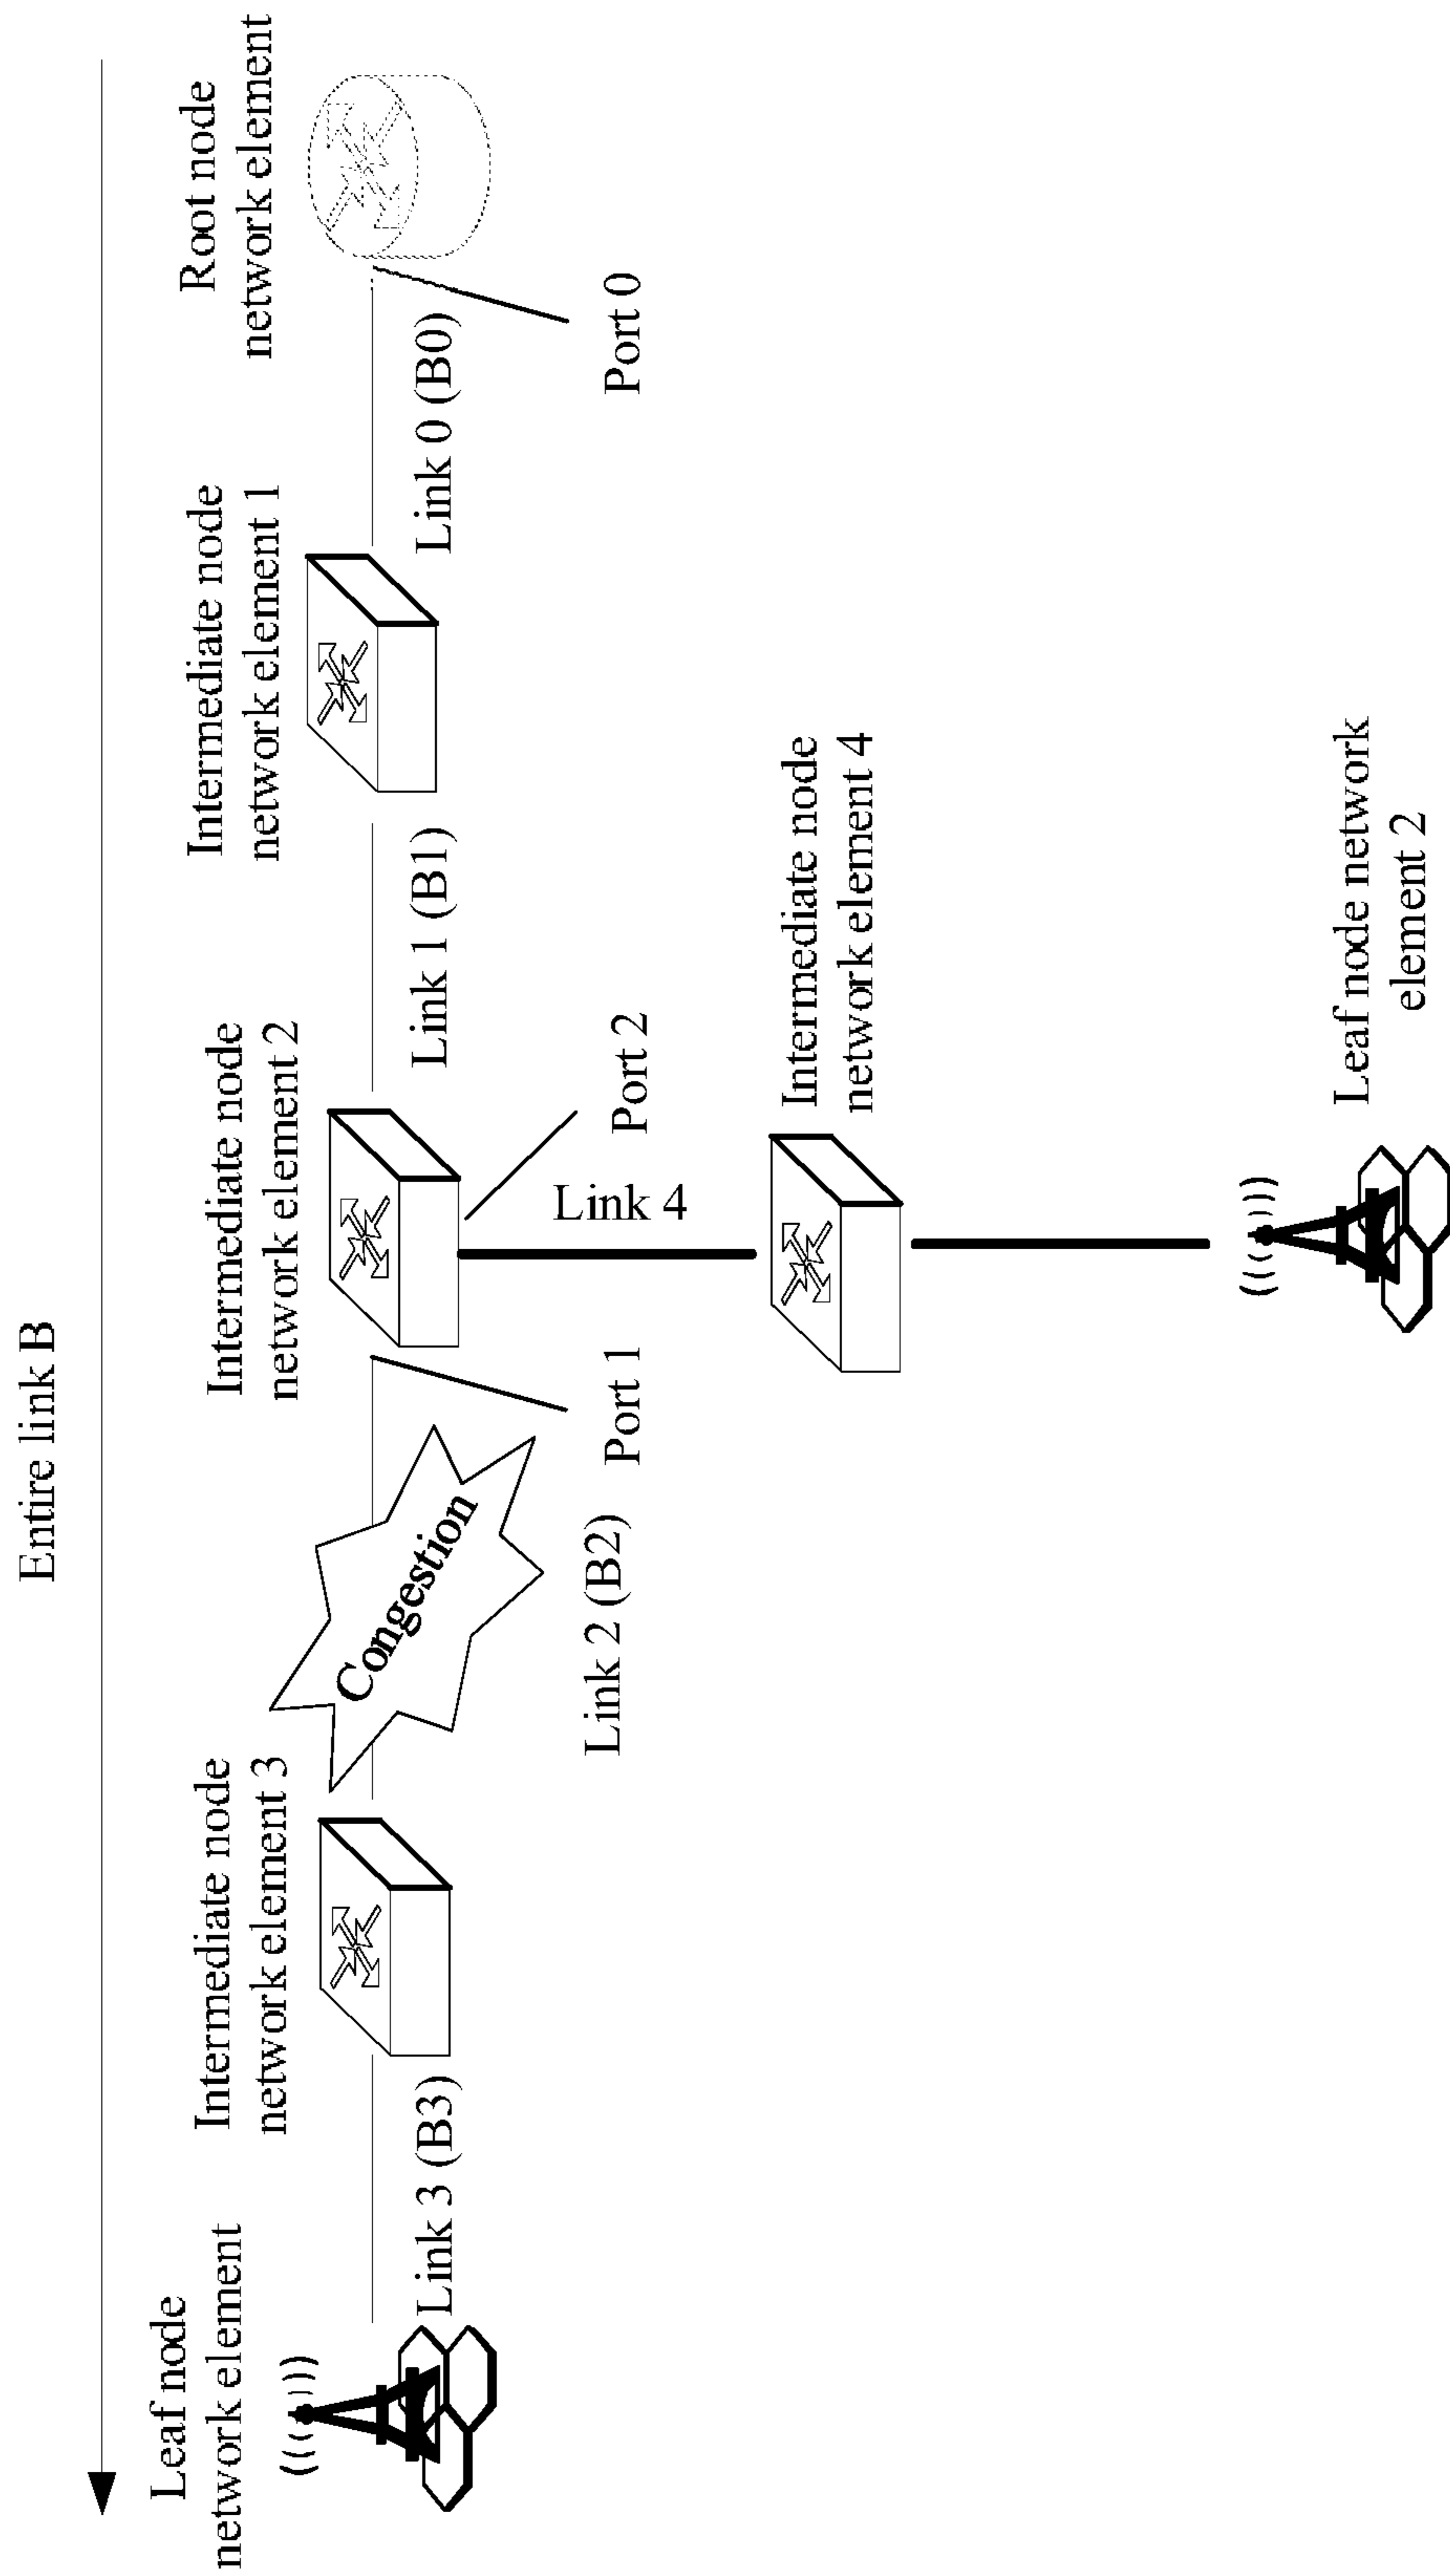 Entire link B
Leaf node
network element
Intermediate node
network element 3
Intermediate node
network element 2
Intermediate node
network element 1
Root node
network element
Link 3 (B3)
Congestion
Link 2 (B2)
Port 1
Link 4
Port 2
Link 1 (B1)
Link 0 (B0)
Port 0
Intermediate node
network element 4
Leaf node network
element 2